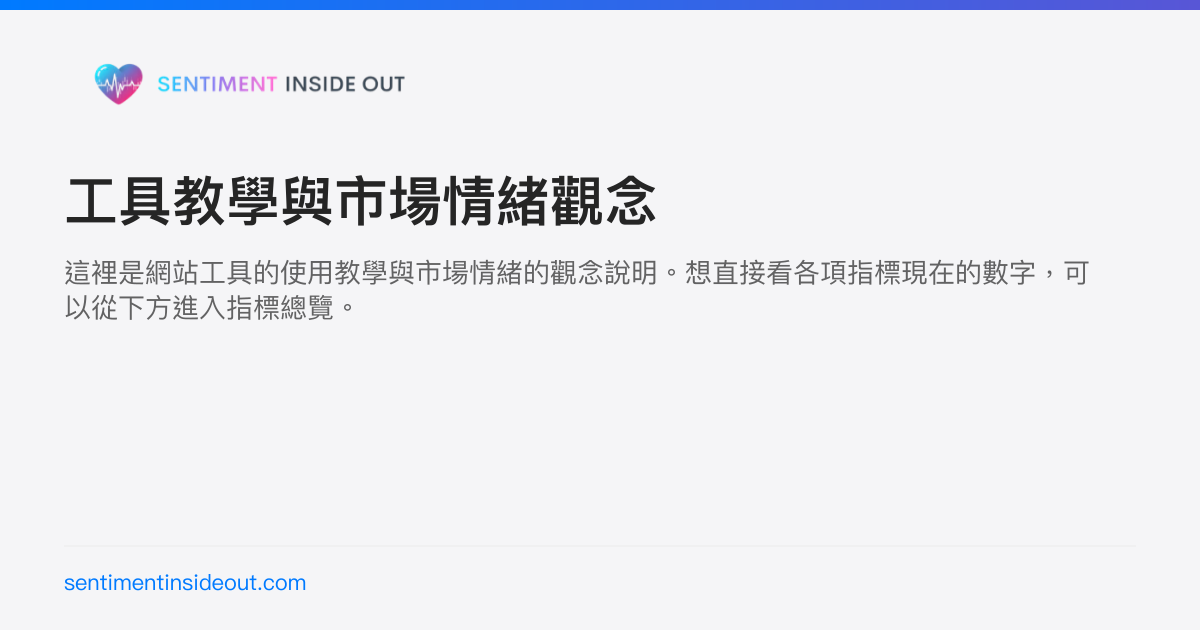 SENTIMENT INSIDE OUT
工具教學與市場情緒觀念
這裡是網站工具的使用教學與市場情緒的觀念說明。想直接看各項指標現在的數字，可
以從下方進入指標總覽。
sentimentinsideout.com